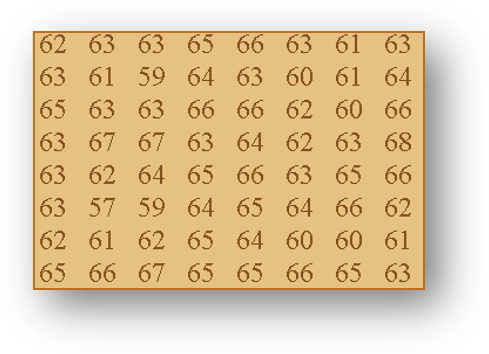 62 63 63 65 66 63 61 63
63 61 59 64 63 60 61 64
65 63 63 66 66 62 60 66
63 67 67 63 64 62 63 68
63 62 64 65 66 63 65 66
63 57 59 64 65 64 66 62
62 61 62 65 64 60 60 61
65 66 67 65 65 66 65 63